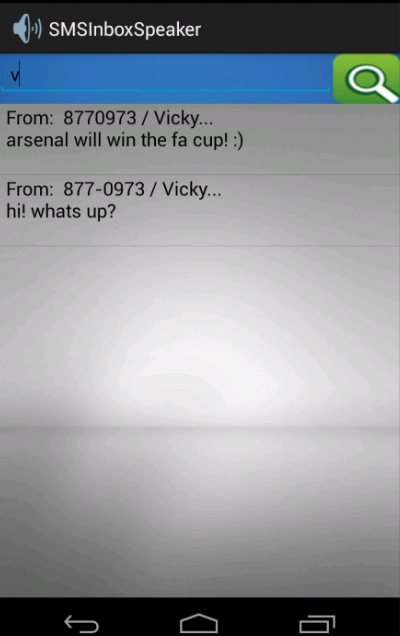 SMSInboxSpeaker
v
From:  8770973 / Vicky...
arsenal will win the fa cup! :)
From:  877-0973 / Vicky...
hi! whats up?